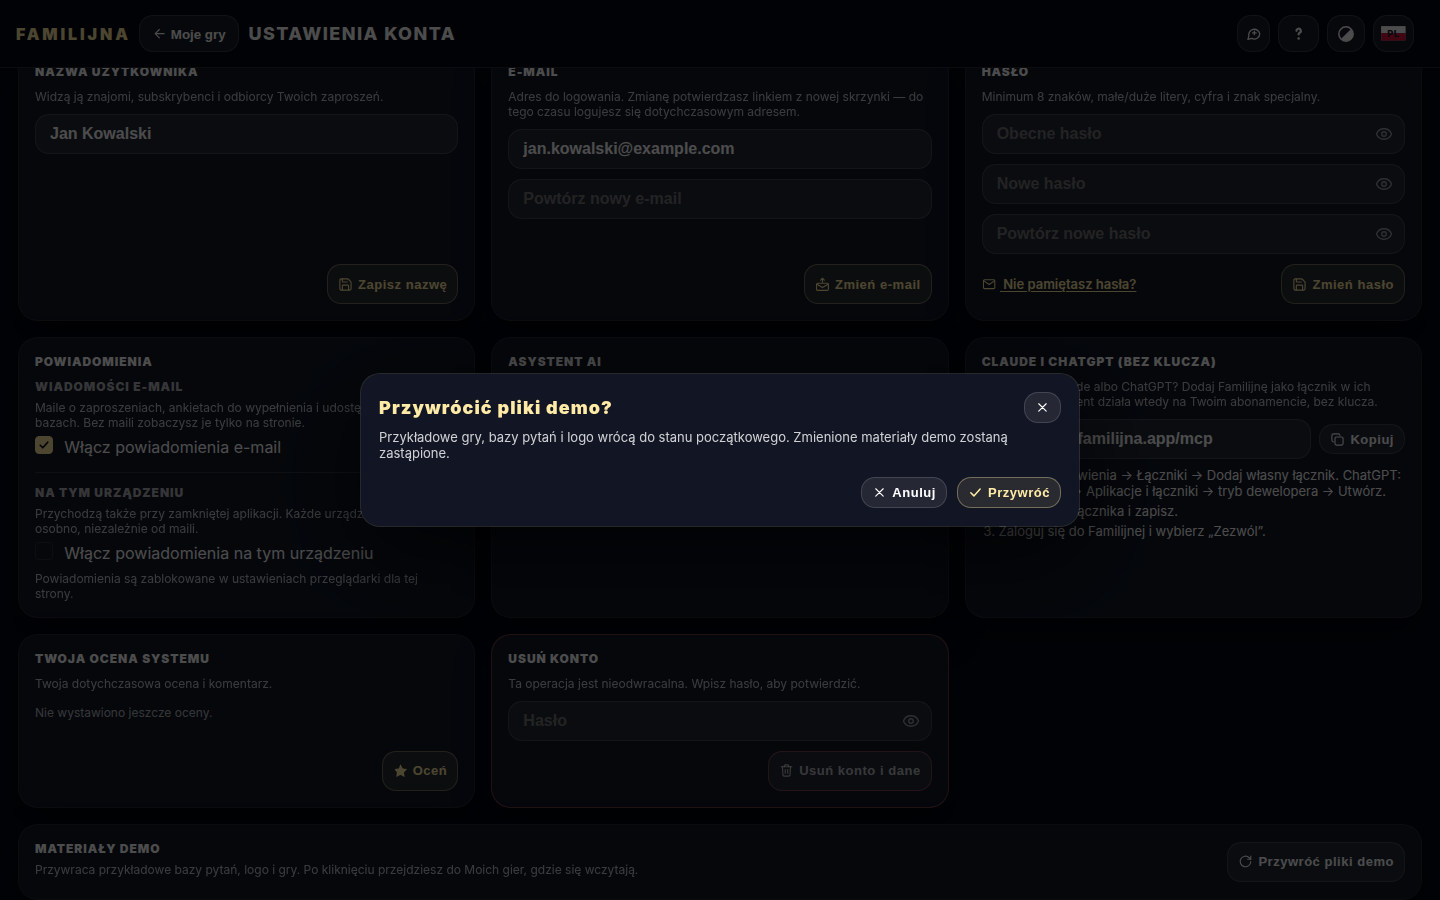 FAMILIJNA
Moje gry
USTAWIENIA KONTA
?
PL
NAZWA UŻYTKOWNIKA
Widzą ją znajomi, subskrybenci i odbiorcy Twoich zaproszeń.
Jan Kowalski
Zapisz nazwę
E-MAIL
Adres do logowania. Zmianę potwierdzasz linkiem z nowej skrzynki — do
tego czasu logujesz się dotychczasowym adresem.
jan.kowalski@example.com
Powtórz nowy e-mail
Zmień e-mail
HASŁO
Minimum 8 znaków, małe/duże litery, cyfra i znak specjalny.
Obecne hasło
Nowe hasło
Powtórz nowe hasło
Nie pamiętasz hasła?
Zmień hasło
POWIADOMIENIA
WIADOMOŚCI E-MAIL
Maile o zaproszeniach, ankietach do wypełnienia i
bazach. Bez maili zobaczysz je tylko na stronie.
Włącz powiadomienia e-mail
NA TYM URZĄDZENIU
Przychodzą także przy zamkniętej aplikacji. Każde
osobno, niezależnie od maili.
Włącz powiadomienia na tym urządzeniu
Powiadomienia są zablokowane w ustawieniach przeglądarki dla tej
strony.
ASYSTENT AI
CLAUDE I CHATGPT (BEZ KLUCZA)
albo ChatGPT? Dodaj Familijnę jako łącznik w ich
działa wtedy na Twoim abonamencie, bez klucza.
familijna.app/mcp
Kopiuj
→ Łączniki → Dodaj własny łącznik. ChatGPT:
→ Aplikacje i łączniki → tryb dewelopera → Utwórz.
i zapisz.
3. Zaloguj się do Familijnej i wybierz „Zezwól”.
Przywrócić pliki demo?
Przykładowe gry, bazy pytań i logo wrócą do stanu początkowego. Zmienione materiały demo zostaną
zastąpione.
Anuluj
Przywróć
TWOJA OCENA SYSTEMU
Twoja dotychczasowa ocena i komentarz.
Nie wystawiono jeszcze oceny.
Oceń
USUŃ KONTO
Ta operacja jest nieodwracalna. Wpisz hasło, aby potwierdzić.
Hasło
Usuń konto i dane
MATERIAŁY DEMO
Przywraca przykładowe bazy pytań, logo i gry. Po kliknięciu przejdziesz do Moich gier, gdzie się wczytają.
Przywróć pliki demo